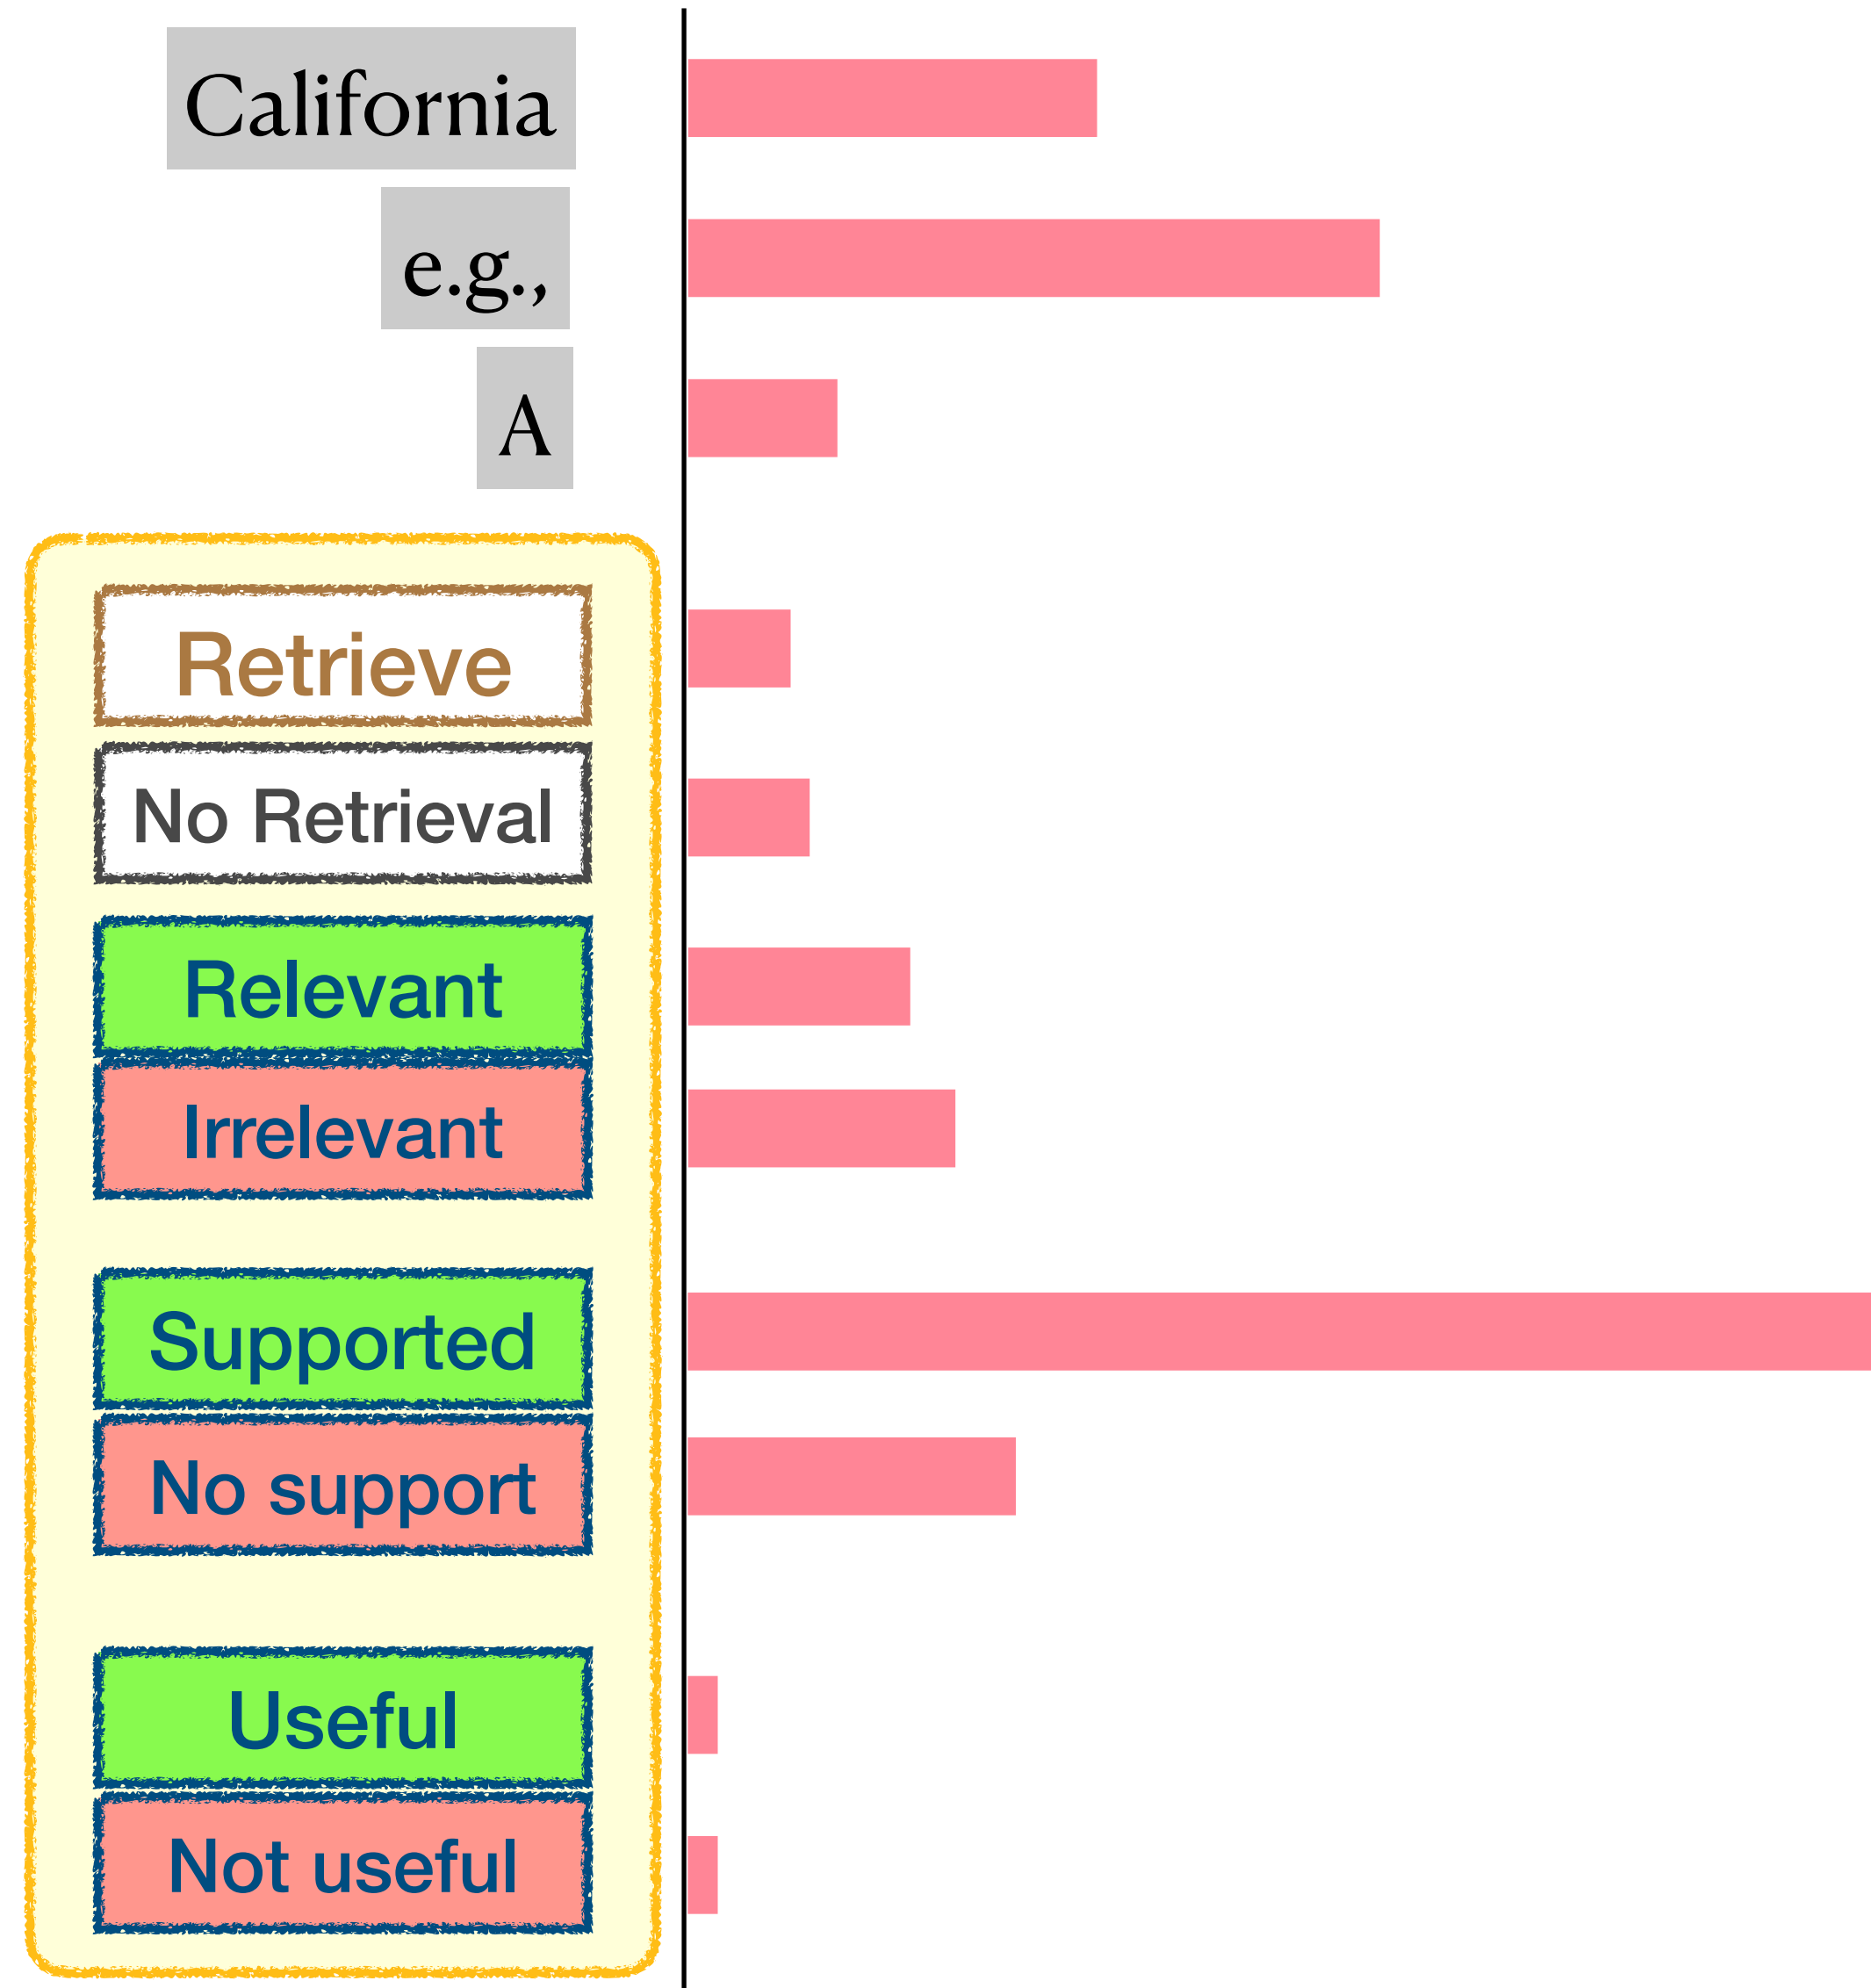 California
e.g.,
A
Retrieve
No Retrieval
Relevant
Irrelevant
Supported
No support
Useful
Not useful